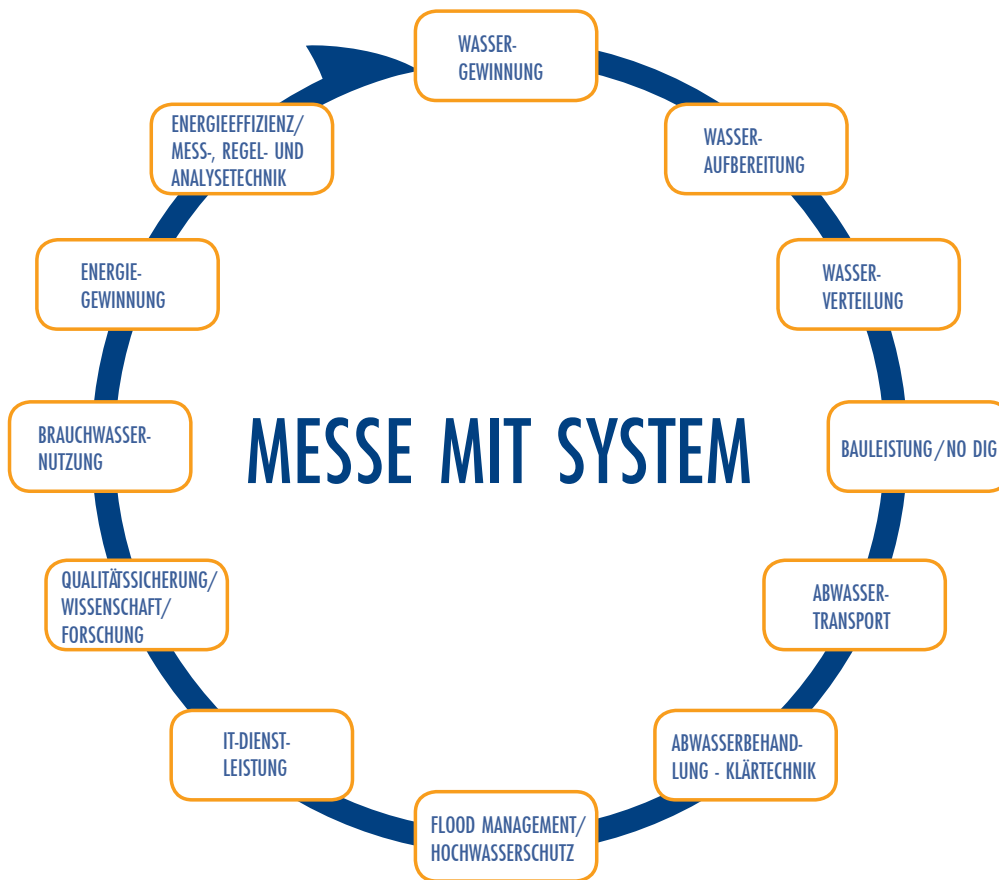 WASSER-
GEWINNUNG
WASSER-
AUFBEREITUNG
WASSER-
VERTEILUNG
BAULEISTUNG/NO DIG
ABWASSER-
TRANSPORT
ABWASSERBEHAND-
LUNG - KLÄRTECHNIK
FLOOD MANAGEMENT/
HOCHWASSERSCHUTZ
IT-DIENST-
LEISTUNG
QUALITÄTSSICHERUNG/
WISSENSCHAFT/
FORSCHUNG
BRAUCHWASSER-
NUTZUNG
ENERGIE-
GEWINNUNG
ENERGIEEFFIZIENZ/
MESS-, REGEL- UND
ANALYSETECHNIK
MESSE MIT SYSTEM